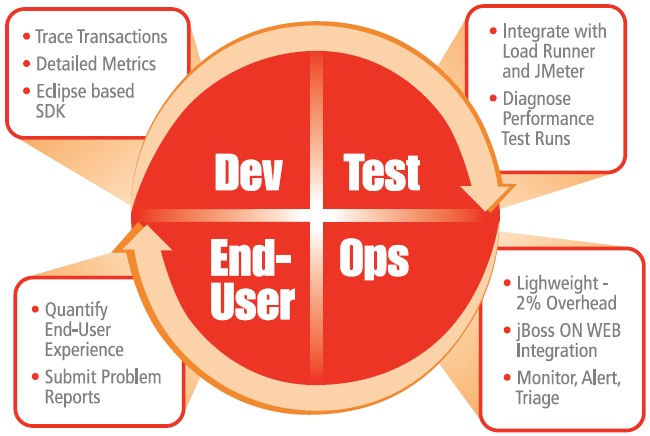 • Trace Transactions
• Detailed Metrics
• Eclipse based
SDK
• Integrate with
Load Runner
and JMeter
• Diagnose
Performance
Test Runs
Dev
Test
End-
User
Ops
• Quantify
End-User
Experience
• Submit Problem
Reports
• Lighweight -
2% Overhead
• jBoss ON WEB
Integration
• Monitor, Alert,
Triage